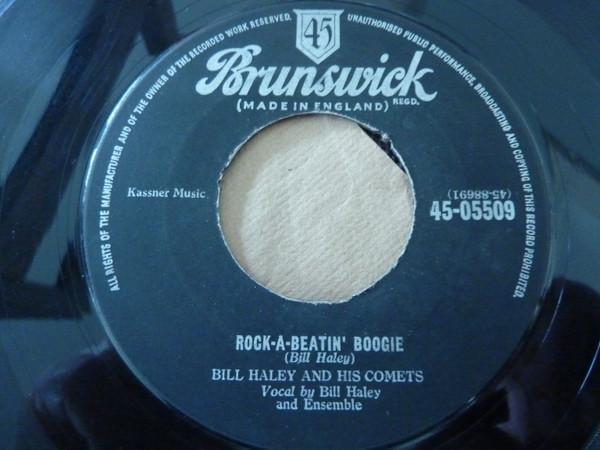 ALL RIGHTS OF THE MANUFACTURER AND OF THE OWNER OF THE RECORDED WORK RESERVED.
UNAUTHORISED PUBLIC PERFORMANCE, BROADCASTING AND COPYING OF THIS RECORD PROHIBITED.
45
Brunswick
REGD.
(MADE IN ENGLAND)
Kassner Music
(45-88691)
45-05509
ROCK-A-BEATIN' BOOGIE
(Bill Haley)
BILL HALEY AND HIS COMETS
Vocal by Bill Haley
and Ensemble